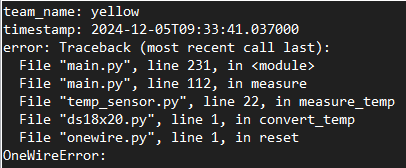 team_name: yellow
timestamp: 2024-12-05T09:33:41.037000
error: Traceback (most recent call last):
  File "main.py", line 231, in <module>
  File "main.py", line 112, in measure
  File "temp_sensor.py", line 22, in measure_temp
  File "ds18x20.py", line 1, in convert_temp
  File "onewire.py", line 1, in reset
OneWireError: